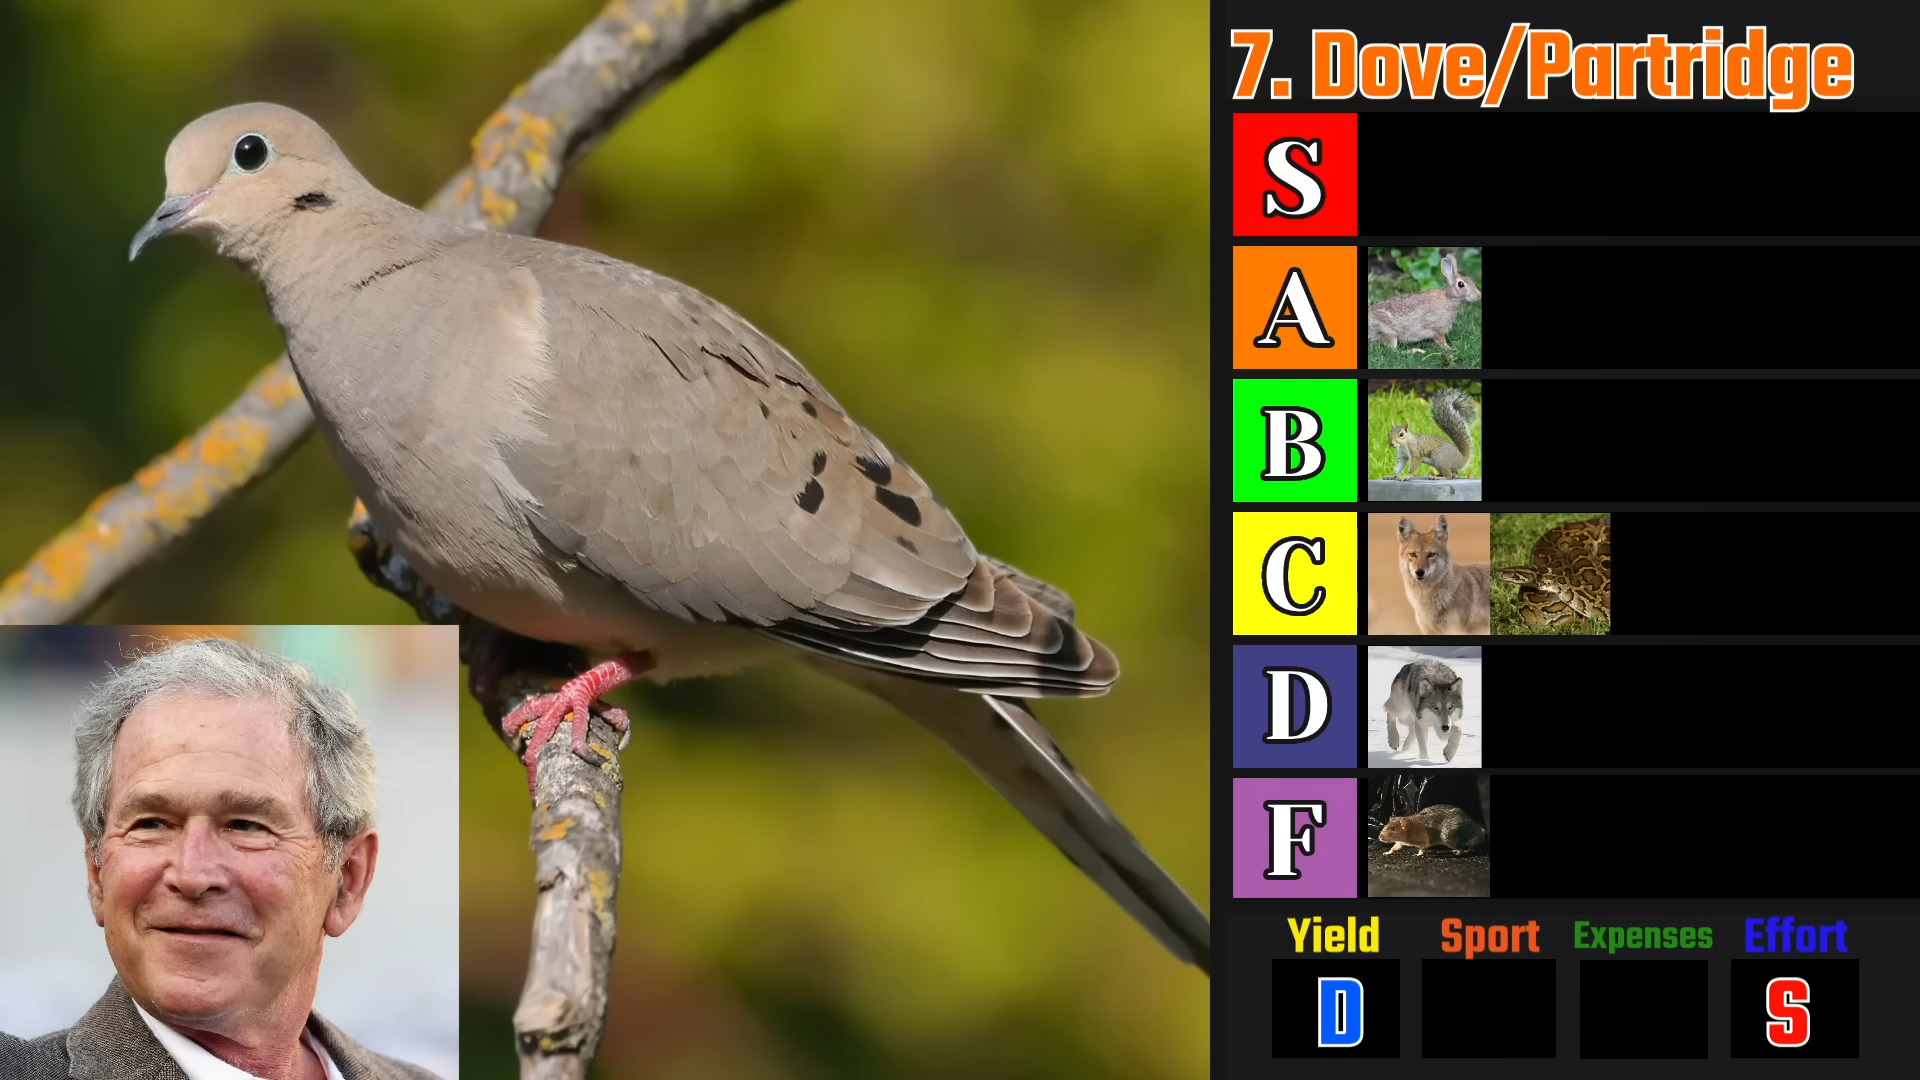 7. Dove/Partridge
S
A
B
C
D
F
Yield Sport Expenses Effort
D S